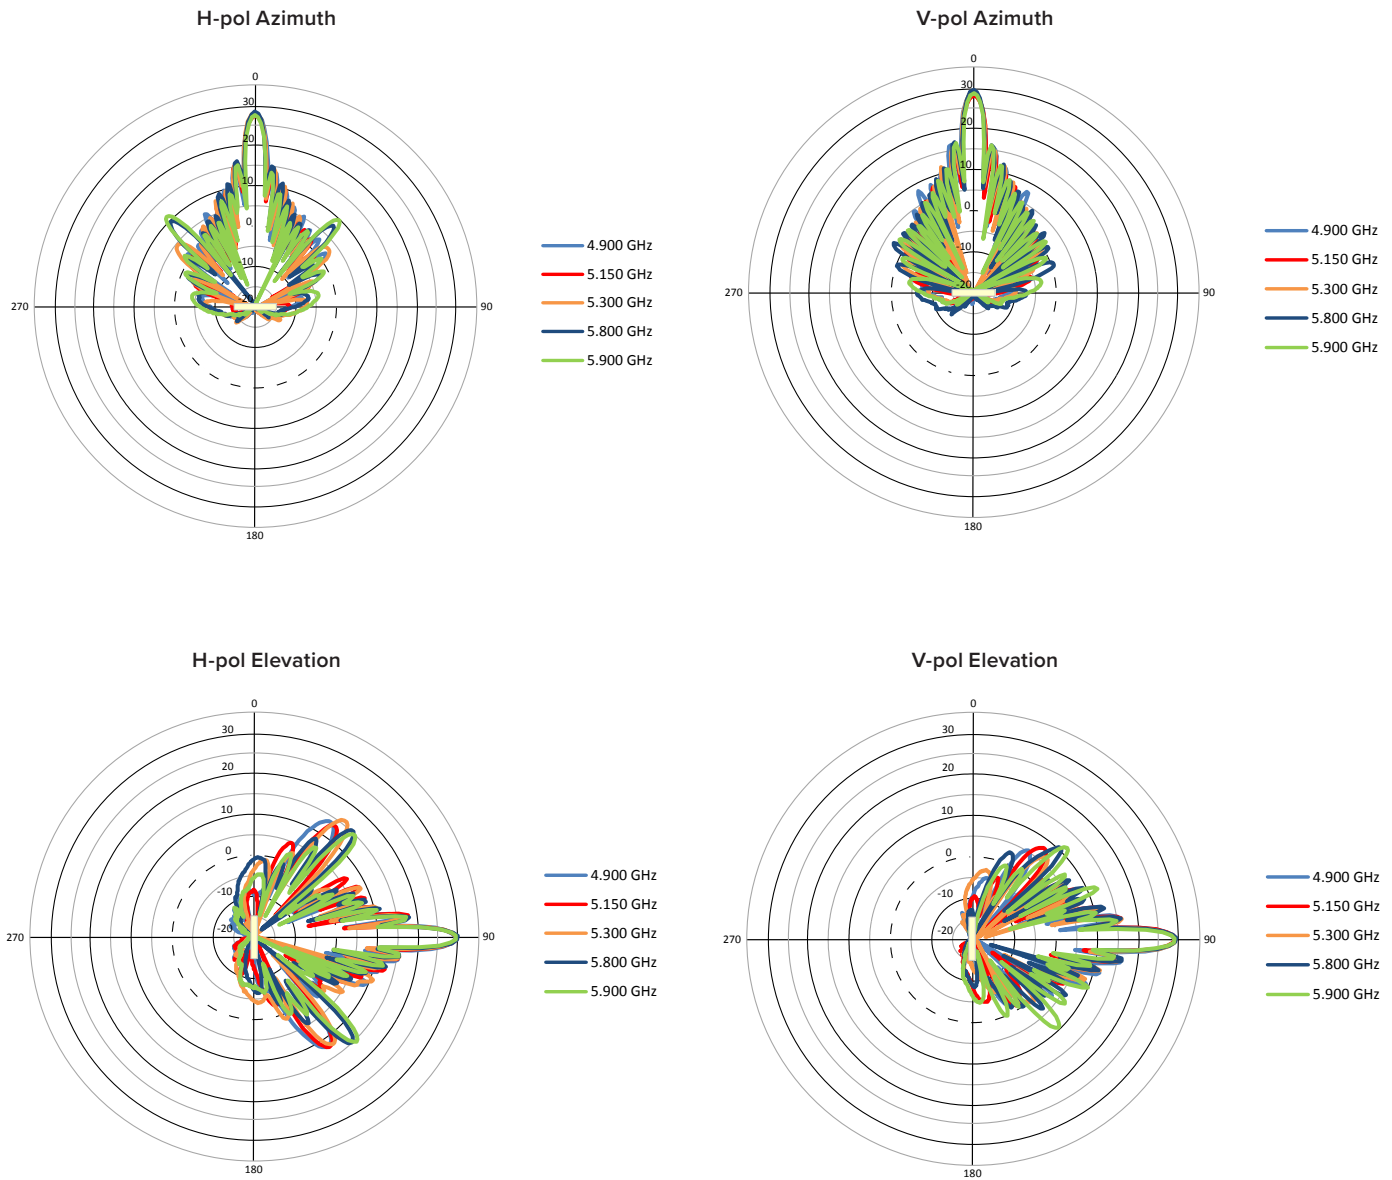 H-pol Azimuth
V-pol Azimuth
0
30
20
10
0
-10
-20
270
90
180
4.900 GHz
5.150 GHz
5.300 GHz
5.800 GHz
5.900 GHz
0
30
20
10
0
-10
-20
270
90
180
4.900 GHz
5.150 GHz
5.300 GHz
5.800 GHz
5.900 GHz
H-pol Elevation
V-pol Elevation
0
30
20
10
0
-10
-20
270
90
180
4.900 GHz
5.150 GHz
5.300 GHz
5.800 GHz
5.900 GHz
0
30
20
10
0
-10
-20
270
90
180
4.900 GHz
5.150 GHz
5.300 GHz
5.800 GHz
5.900 GHz